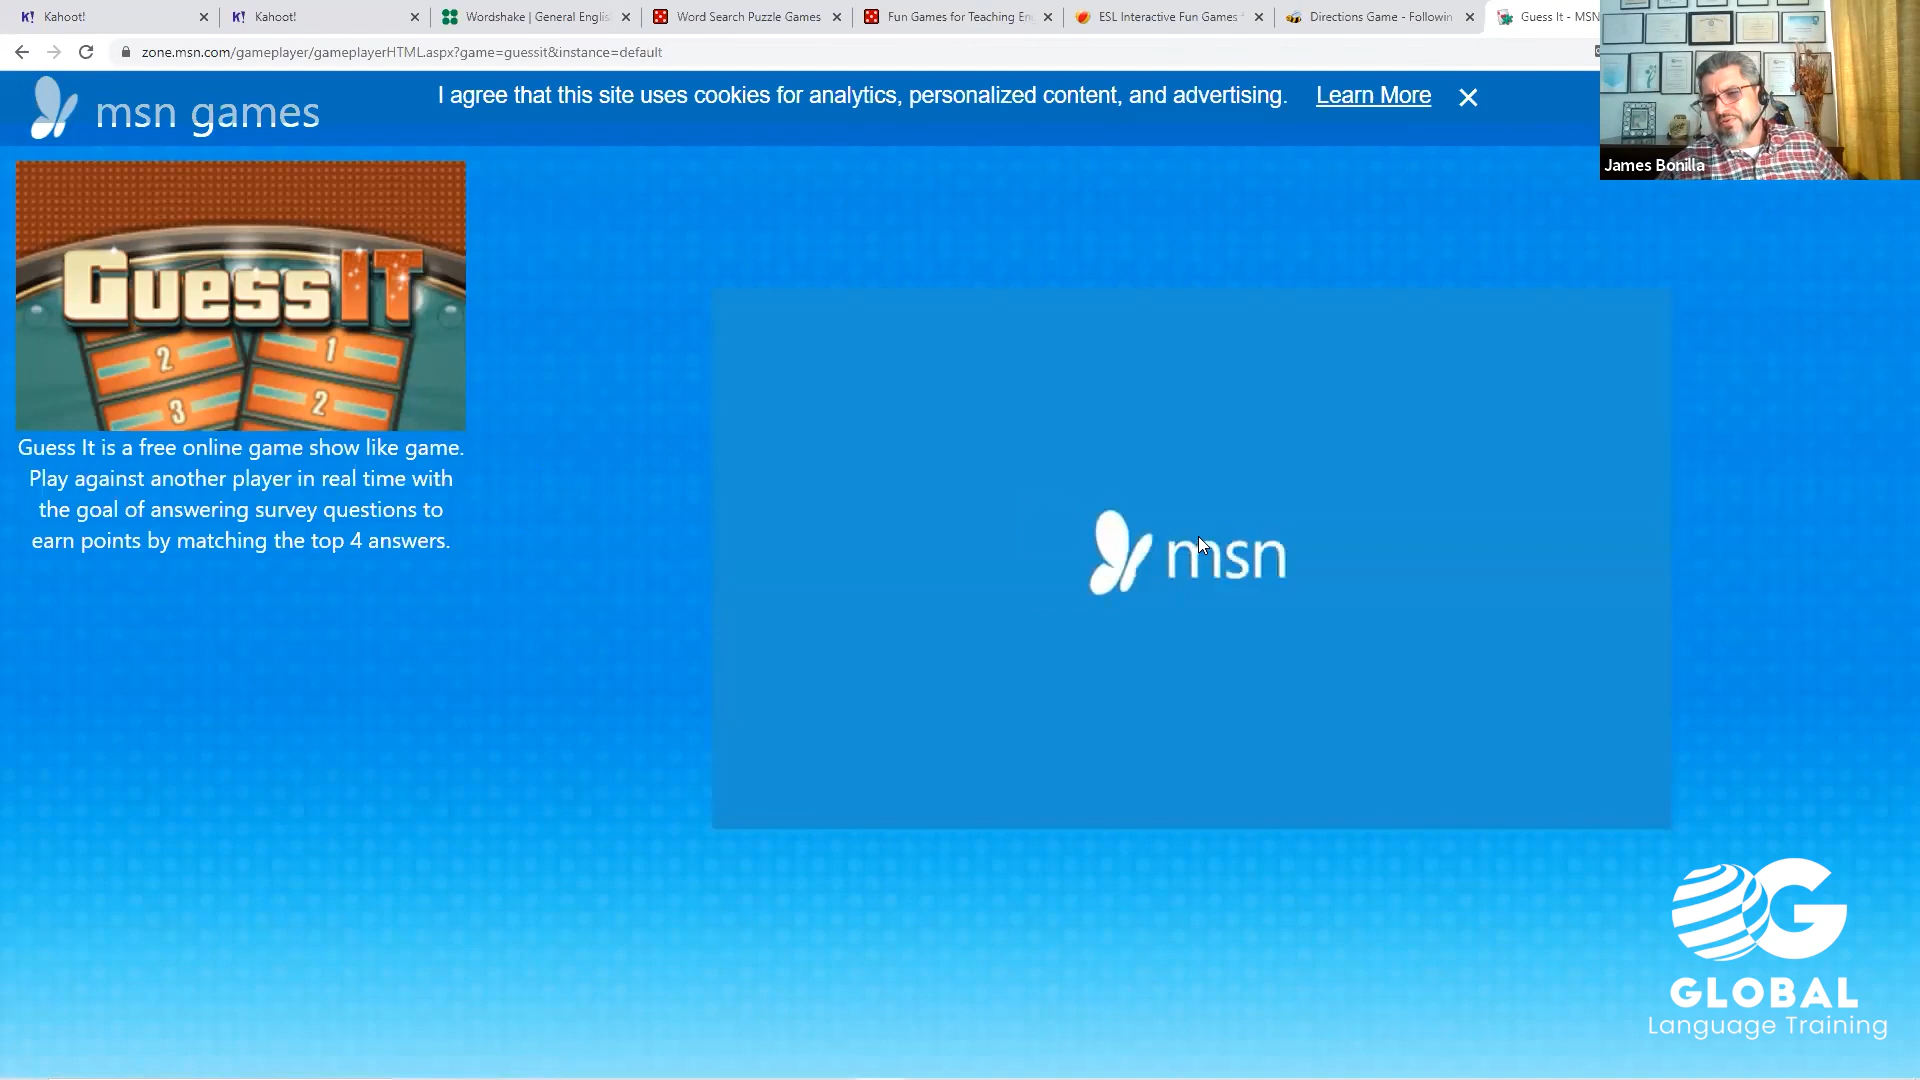 Kahoot!
Kahoot!
Wordshake | General Englis
Word Search Puzzle Games
Fun Games for Teaching En
ESL Interactive Fun Games
Directions Game - Followin
Guess It - MSN
zone.msn.com/gameplayer/gameplayerHTML.aspx?game=guessit&instance=default
msn games
I agree that this site uses cookies for analytics, personalized content, and advertising. Learn More
James Bonilla
GuessIT
2 1
3 2
Guess It is a free online game show like game.
Play against another player in real time with
the goal of answering survey questions to
earn points by matching the top 4 answers.
msn
G
GLOBAL
Language Training